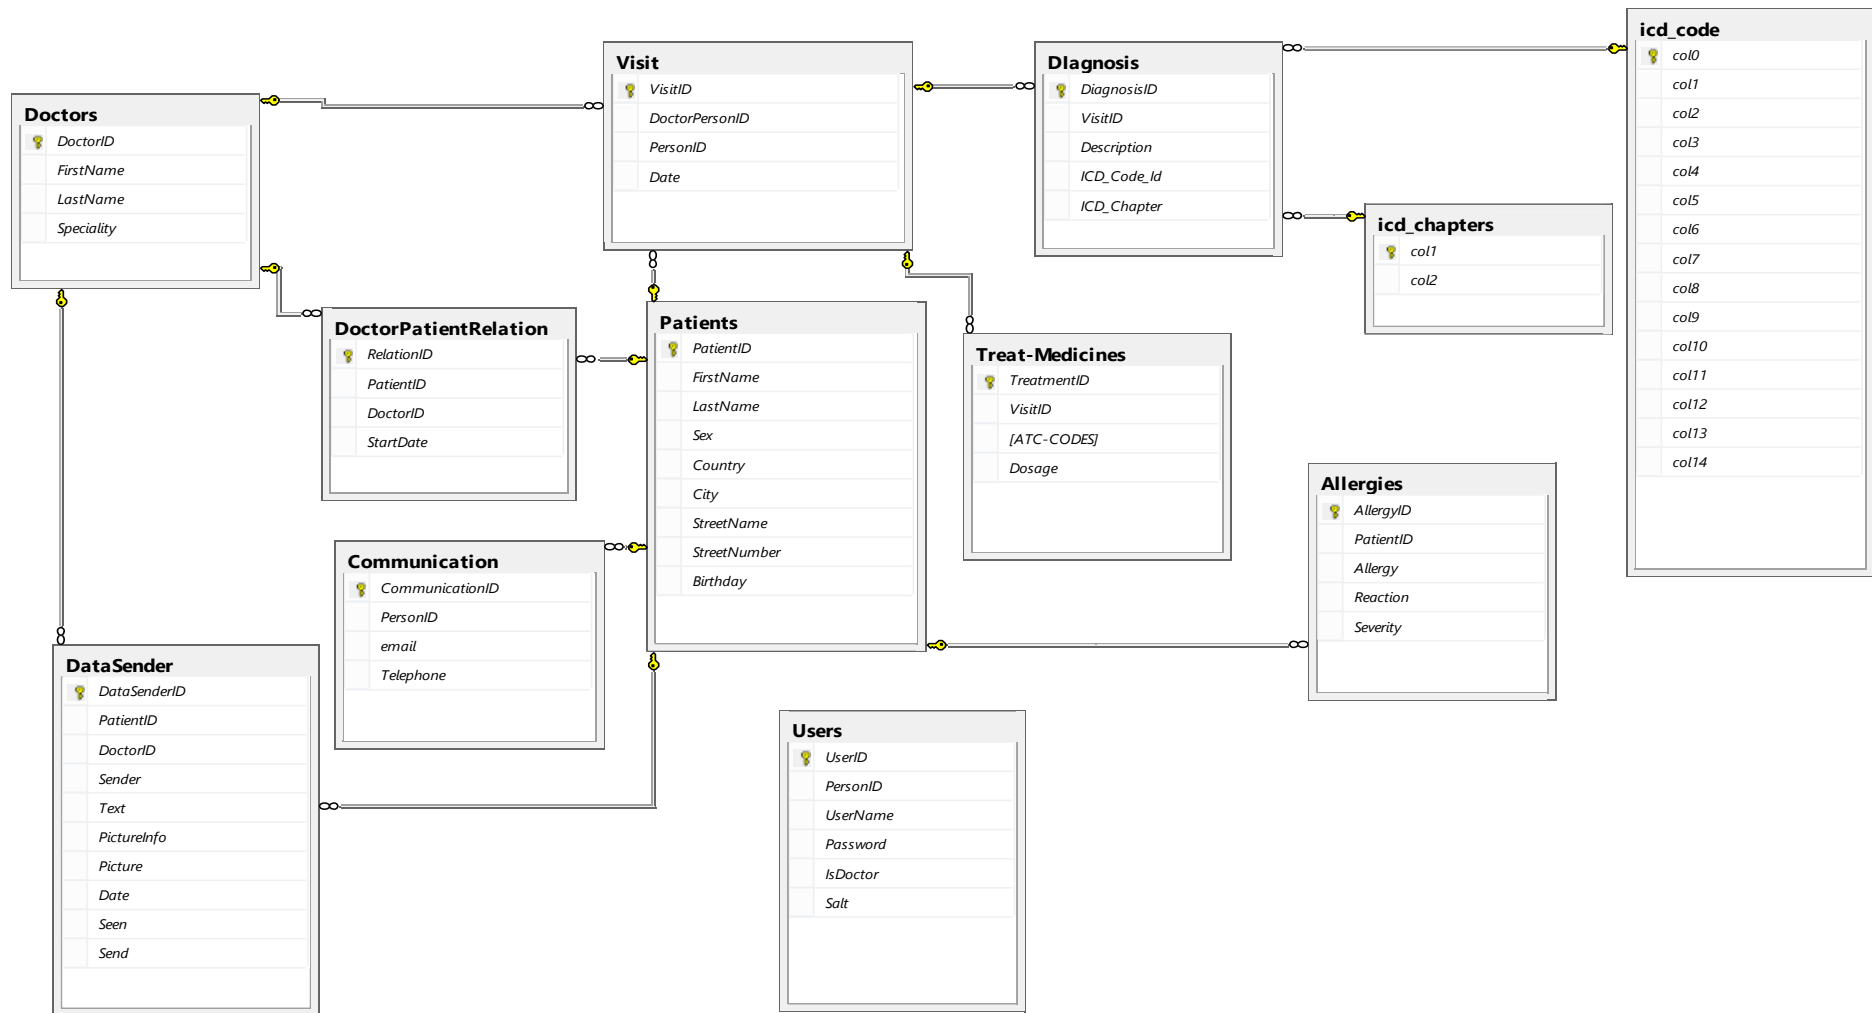 Doctors
DoctorID
FirstName
LastName
Speciality
Visit
VisitID
DoctorPersonID
PersonID
Date
DIagnosis
DiagnosisID
VisitID
Description
ICD_Code_Id
ICD_Chapter
icd_code
col0
col1
col2
col3
col4
col5
col6
col7
col8
col9
col10
col11
col12
col13
col14
icd_chapters
col1
col2
DoctorPatientRelation
RelationID
PatientID
DoctorID
StartDate
Patients
PatientID
FirstName
LastName
Sex
Country
City
StreetName
StreetNumber
Birthday
Treat-Medicines
TreatmentID
VisitID
[ATC-CODES]
Dosage
Allergies
AllergyID
PatientID
Allergy
Reaction
Severity
Communication
CommunicationID
PersonID
email
Telephone
DataSender
DataSenderID
PatientID
DoctorID
Sender
Text
PictureInfo
Picture
Date
Seen
Send
Users
UserID
PersonID
UserName
Password
IsDoctor
Salt